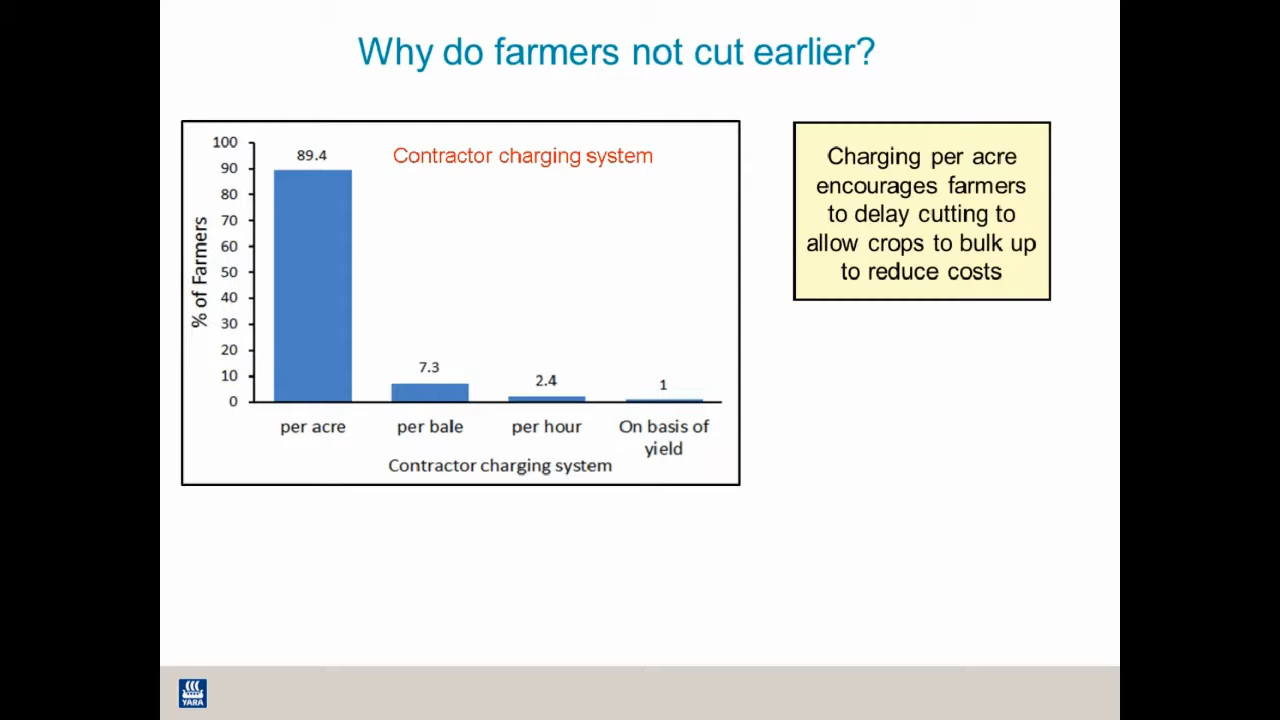 Why do farmers not cut earlier?
Contractor charging system
% of Farmers
100
90
80
70
60
50
40
30
20
10
0
89.4
7.3
2.4
1
per acre
per bale
per hour
On basis of
yield
Contractor charging system
Charging per acre
encourages farmers
to delay cutting to
allow crops to bulk up
to reduce costs
YARA